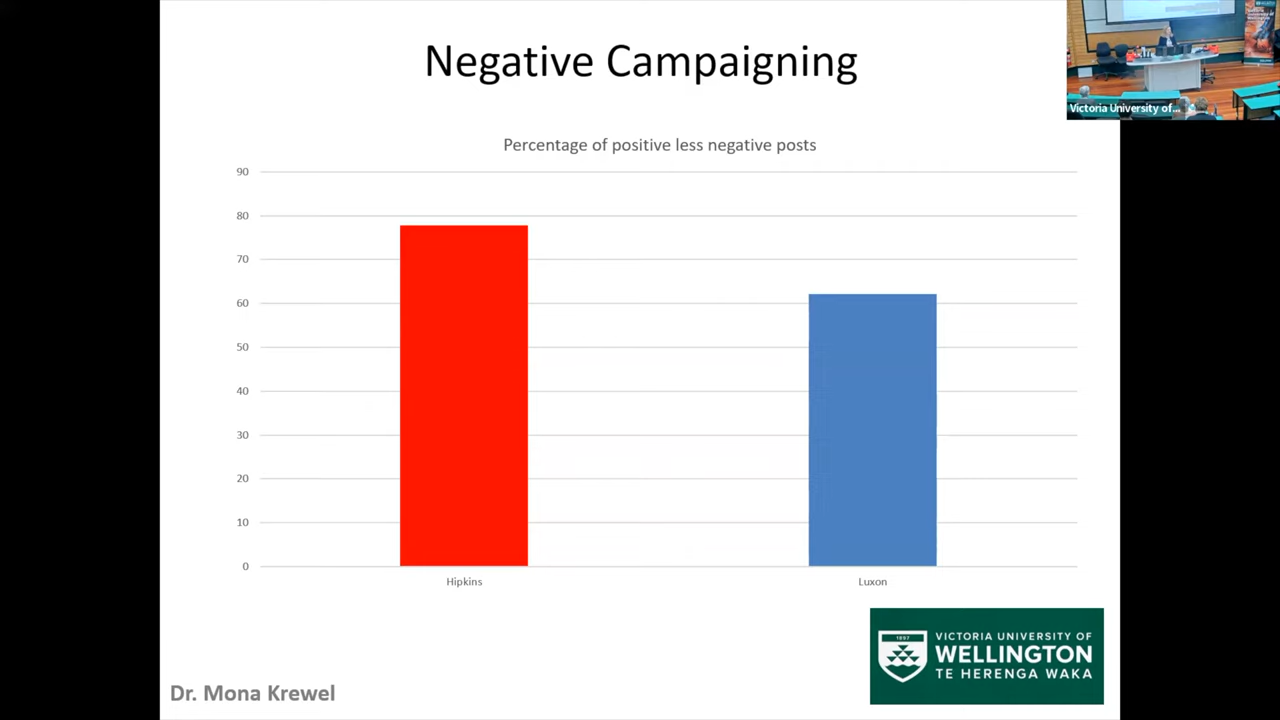 Negative Campaigning
Victoria University of...
Percentage of positive less negative posts
90
80
70
60
50
40
30
20
10
0
Hipkins
Luxon
1897
VICTORIA UNIVERSITY OF
WELLINGTON
TE HERENGA WAKA
Dr. Mona Krewel